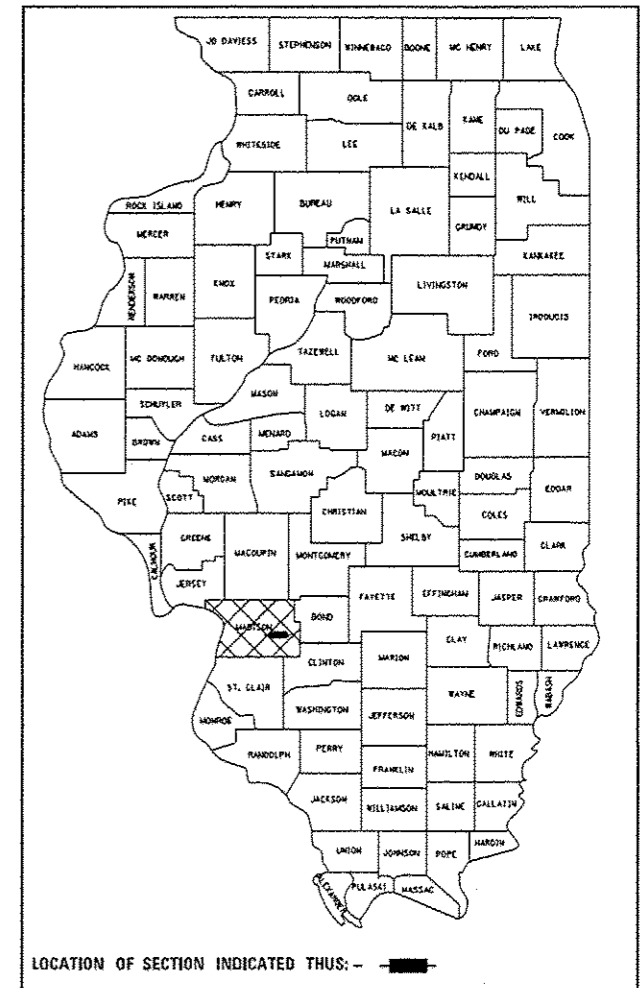 JO DAVIESS STEPHENSON WINNEBAGO BOONE MC HENRY LAKE
CARROLL OGLE DE KALB KANE DU PAGE COOK
WHITESIDE LEE KENDALL WILL
ROCK ISLAND HENRY BUREAU LA SALLE GRUNDY
MERCER PUTNAM KANKAKEE
HENDERSON WARREN KNOX STARK MARSHALL LIVINGSTON
PEORIA WOODFORD IROQUOIS
HANCOCK MC DONOUGH FULTON TAZEWELL MC LEAN FORD
SCHUYLER MASON LOGAN DE WITT CHAMPAIGN VERMILION
ADAMS BROWN CASS MENARD MACON PIATT
MORGAN SANGAMON DOUGLAS EDGAR
PIKE SCOTT CHRISTIAN MOULTRIE COLES
CALHOUN GREENE MACOUPIN MONTGOMERY SHELBY CUMBERLAND CLARK
JERSEY FAYETTE EFFINGHAM JASPER CRAWFORD
MADISON BOND CLAY RICHLAND LAWRENCE
CLINTON MARION
ST. CLAIR WAYNE EDWARDS WABASH
MONROE WASHINGTON JEFFERSON
RANDOLPH PERRY HAMILTON WHITE
FRANKLIN
JACKSON WILLIAMSON SALINE GALLATIN
UNION JOHNSON POPE HARDIN
ALEXANDER PULASKI MASSAC
LOCATION OF SECTION INDICATED THUS: -